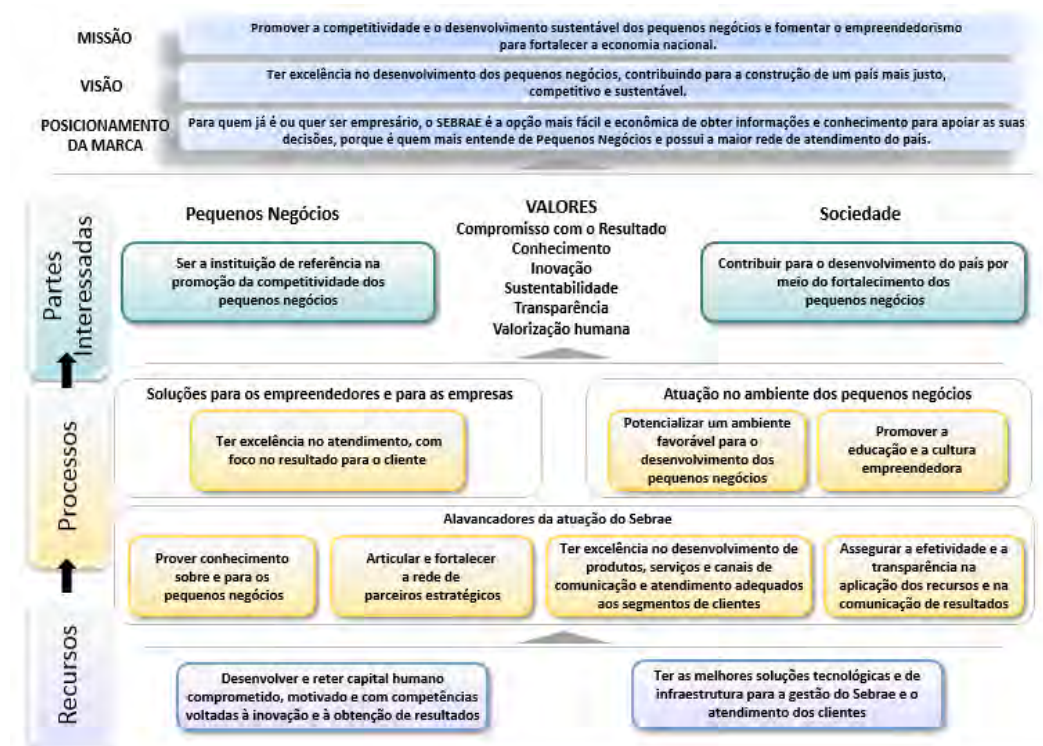 MISSÃO
Promover a competitividade e o desenvolvimento sustentável dos pequenos negócios e fomentar o empreendedorismo
para fortalecer a economia nacional.
VISÃO
Ter excelência no desenvolvimento dos pequenos negócios, contribuindo para a construção de um país mais justo,
competitivo e sustentável.
POSICIONAMENTO
DA MARCA
Para quem já é ou quer ser empresário, o SEBRAE é a opção mais fácil e econômica de obter informações e conhecimento para apoiar as suas
decisões, porque é quem mais entende de Pequenos Negócios e possui a maior rede de atendimento do país.
Partes
Interessadas
Pequenos Negócios
Ser a instituição de referência na
promoção da competitividade dos
pequenos negócios
VALORES
Compromisso com o Resultado
Conhecimento
Inovação
Sustentabilidade
Transparência
Valorização humana
Sociedade
Contribuir para o desenvolvimento do país por
meio do fortalecimento dos
pequenos negócios
Processos
Soluções para os empreendedores e para as empresas
Ter excelência no atendimento, com
foco no resultado para o cliente
Atuação no ambiente dos pequenos negócios
Potencializar um ambiente
favorável para o
desenvolvimento dos
pequenos negócios
Promover a
educação e a cultura
empreendedora
Alavancadores da atuação do Sebrae
Prover conhecimento
sobre e para os
pequenos negócios
Articular e fortalecer
a rede de
parceiros estratégicos
Ter excelência no desenvolvimento de
produtos, serviços e canais de
comunicação e atendimento adequados
aos segmentos de clientes
Assegurar a efetividade e a
transparência na
aplicação dos recursos e na
comunicação de resultados
Recursos
Desenvolver e reter capital humano
comprometido, motivado e com competências
voltadas à inovação e à obtenção de resultados
Ter as melhores soluções tecnológicas e de
infraestrutura para a gestão do Sebrae e o
atendimento dos clientes